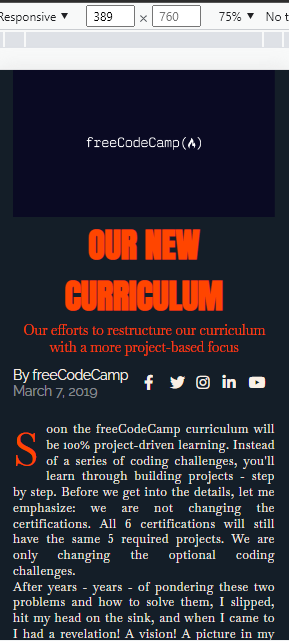 Responsive ▼ 389 × 760 75% ▼ No t
freeCodeCamp(🔥)
OUR NEW
CURRICULUM
Our efforts to restructure our curriculum
with a more project-based focus
By freeCodeCamp
March 7, 2019
Soon the freeCodeCamp curriculum will
be 100% project-driven learning. Instead
of a series of coding challenges, you'll
learn through building projects - step
by step. Before we get into the details, let me
emphasize: we are not changing the
certifications. All 6 certifications will still
have the same 5 required projects. We are
only changing the optional coding
challenges.
After years - years - of pondering these two
problems and how to solve them, I slipped,
hit my head on the sink, and when I came to
I had a revelation! A vision! A picture in my